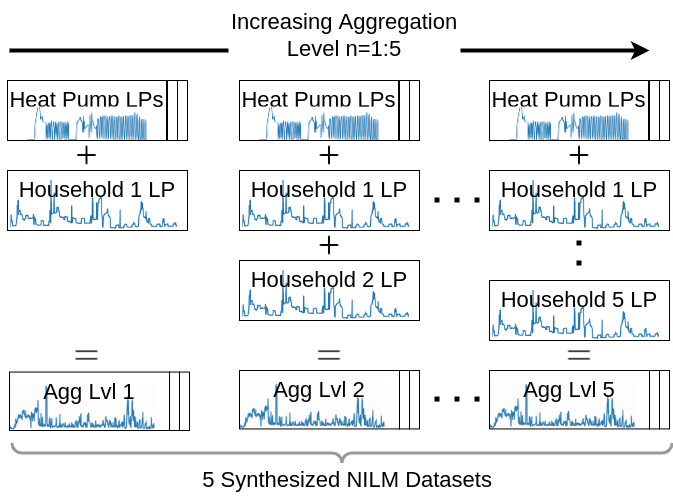 Increasing Aggregation
Level n=1:5
Heat Pump LPs
Heat Pump LPs
Heat Pump LPs
+
+
+
Household 1 LP
Household 1 LP
. . .
Household 1 LP
+
:
Household 2 LP
Household 5 LP
=
=
=
Agg Lvl 1
Agg Lvl 2
. . .
Agg Lvl 5
5 Synthesized NILM Datasets